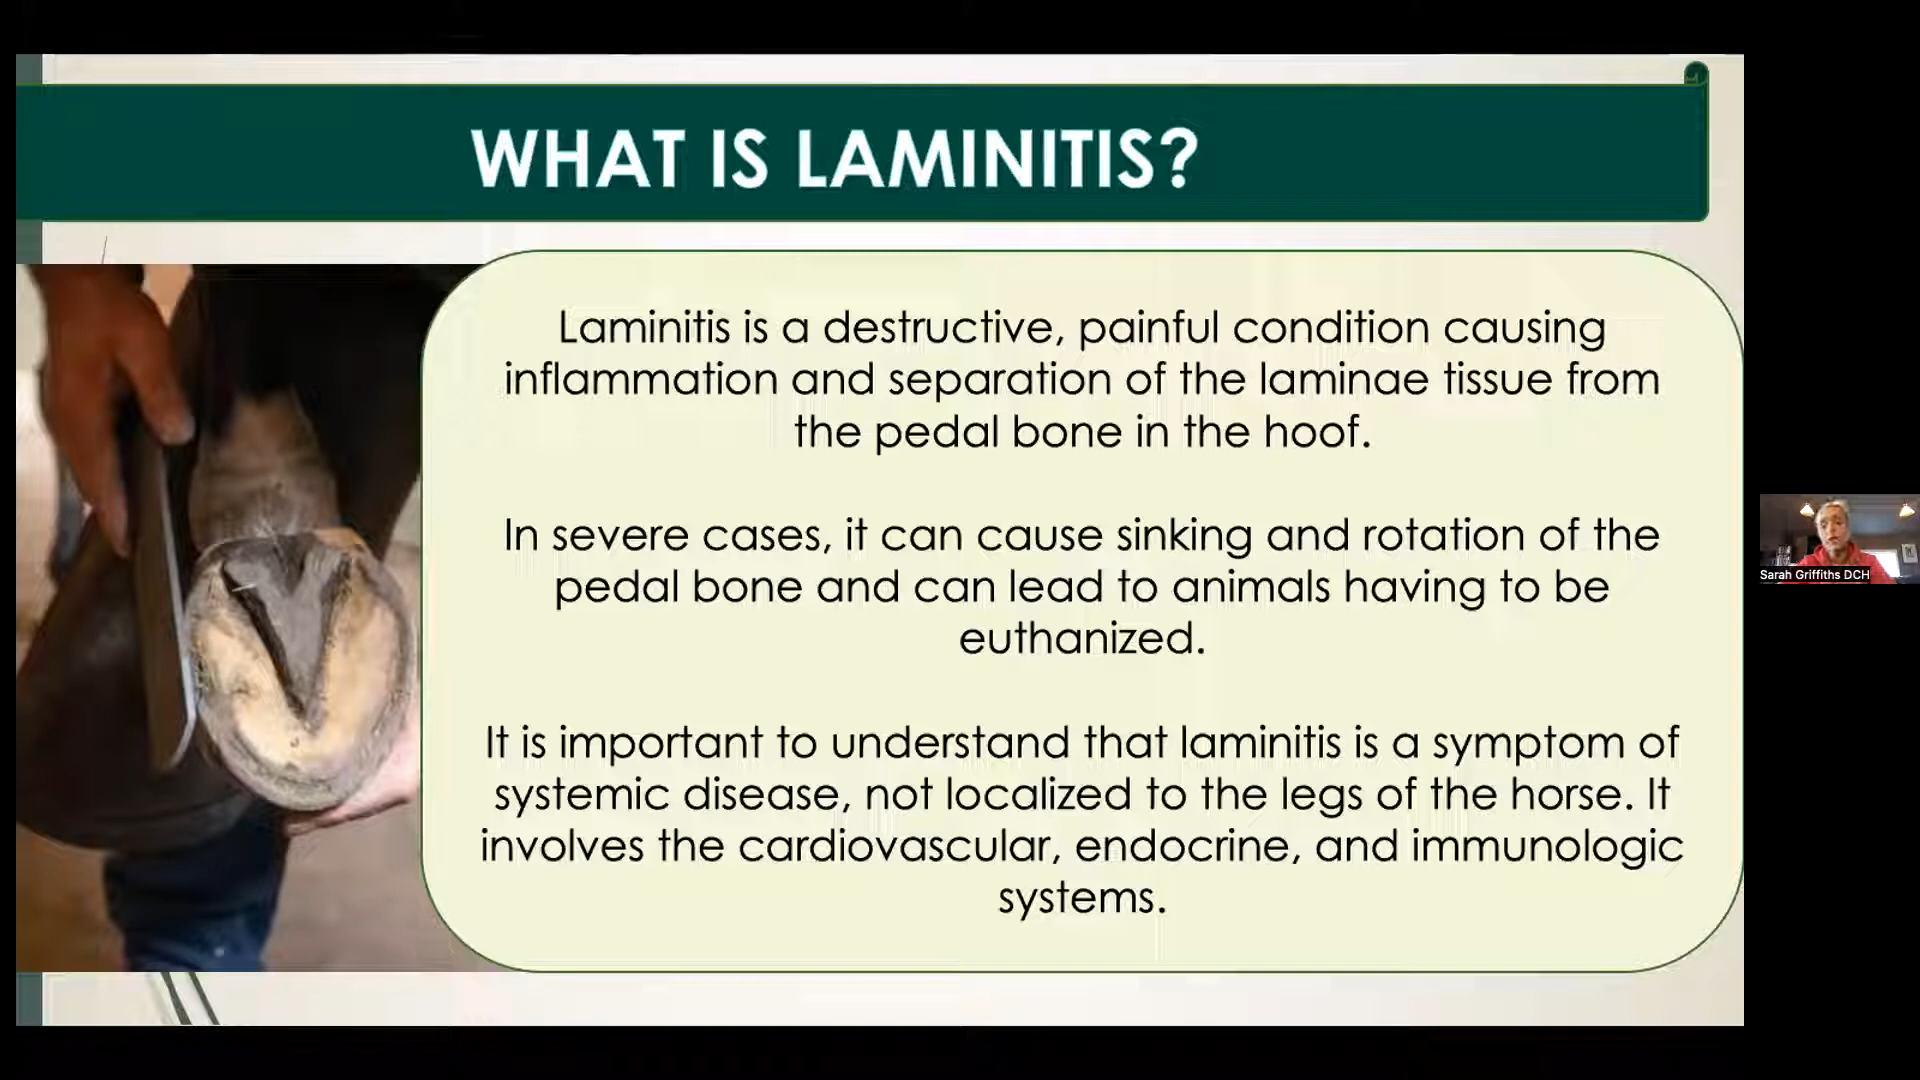 WHAT IS LAMINITIS?
Laminitis is a destructive, painful condition causing
inflammation and separation of the laminae tissue from
the pedal bone in the hoof.
In severe cases, it can cause sinking and rotation of the
pedal bone and can lead to animals having to be
euthanized.
It is important to understand that laminitis is a symptom of
systemic disease, not localized to the legs of the horse. It
involves the cardiovascular, endocrine, and immunologic
systems.
Sarah Griffiths DCH